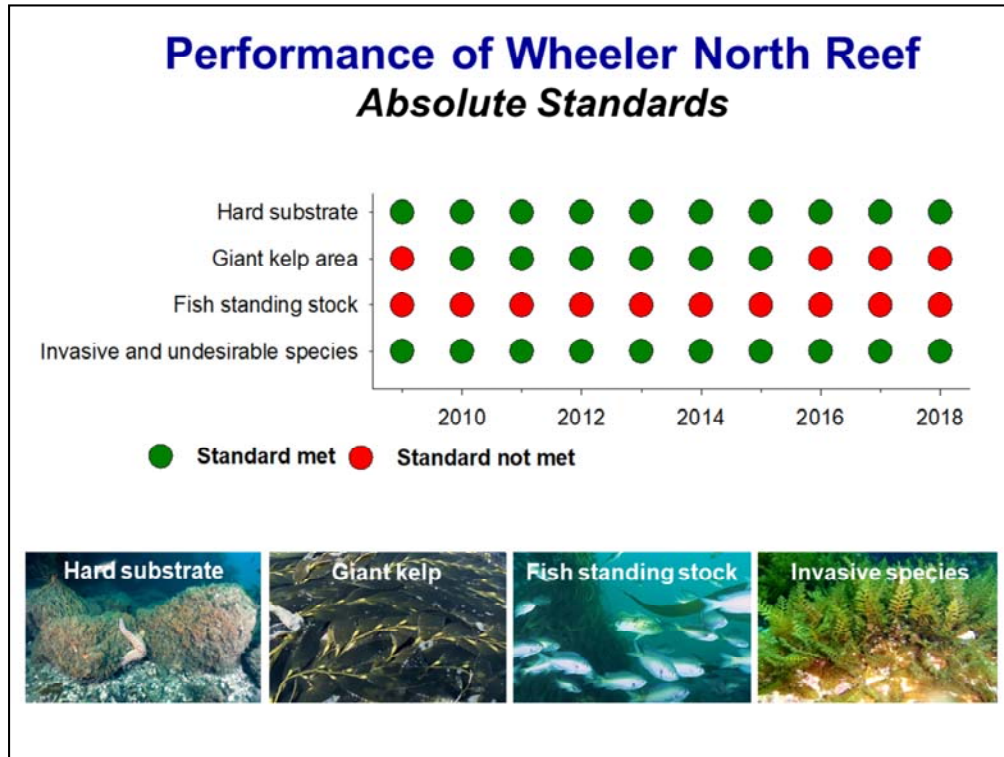 Performance of Wheeler North Reef
Absolute Standards
Hard substrate
Giant kelp area
Fish standing stock
Invasive and undesirable species
2010 2012 2014 2016 2018
Standard met Standard not met
Hard substrate Giant kelp Fish standing stock Invasive species